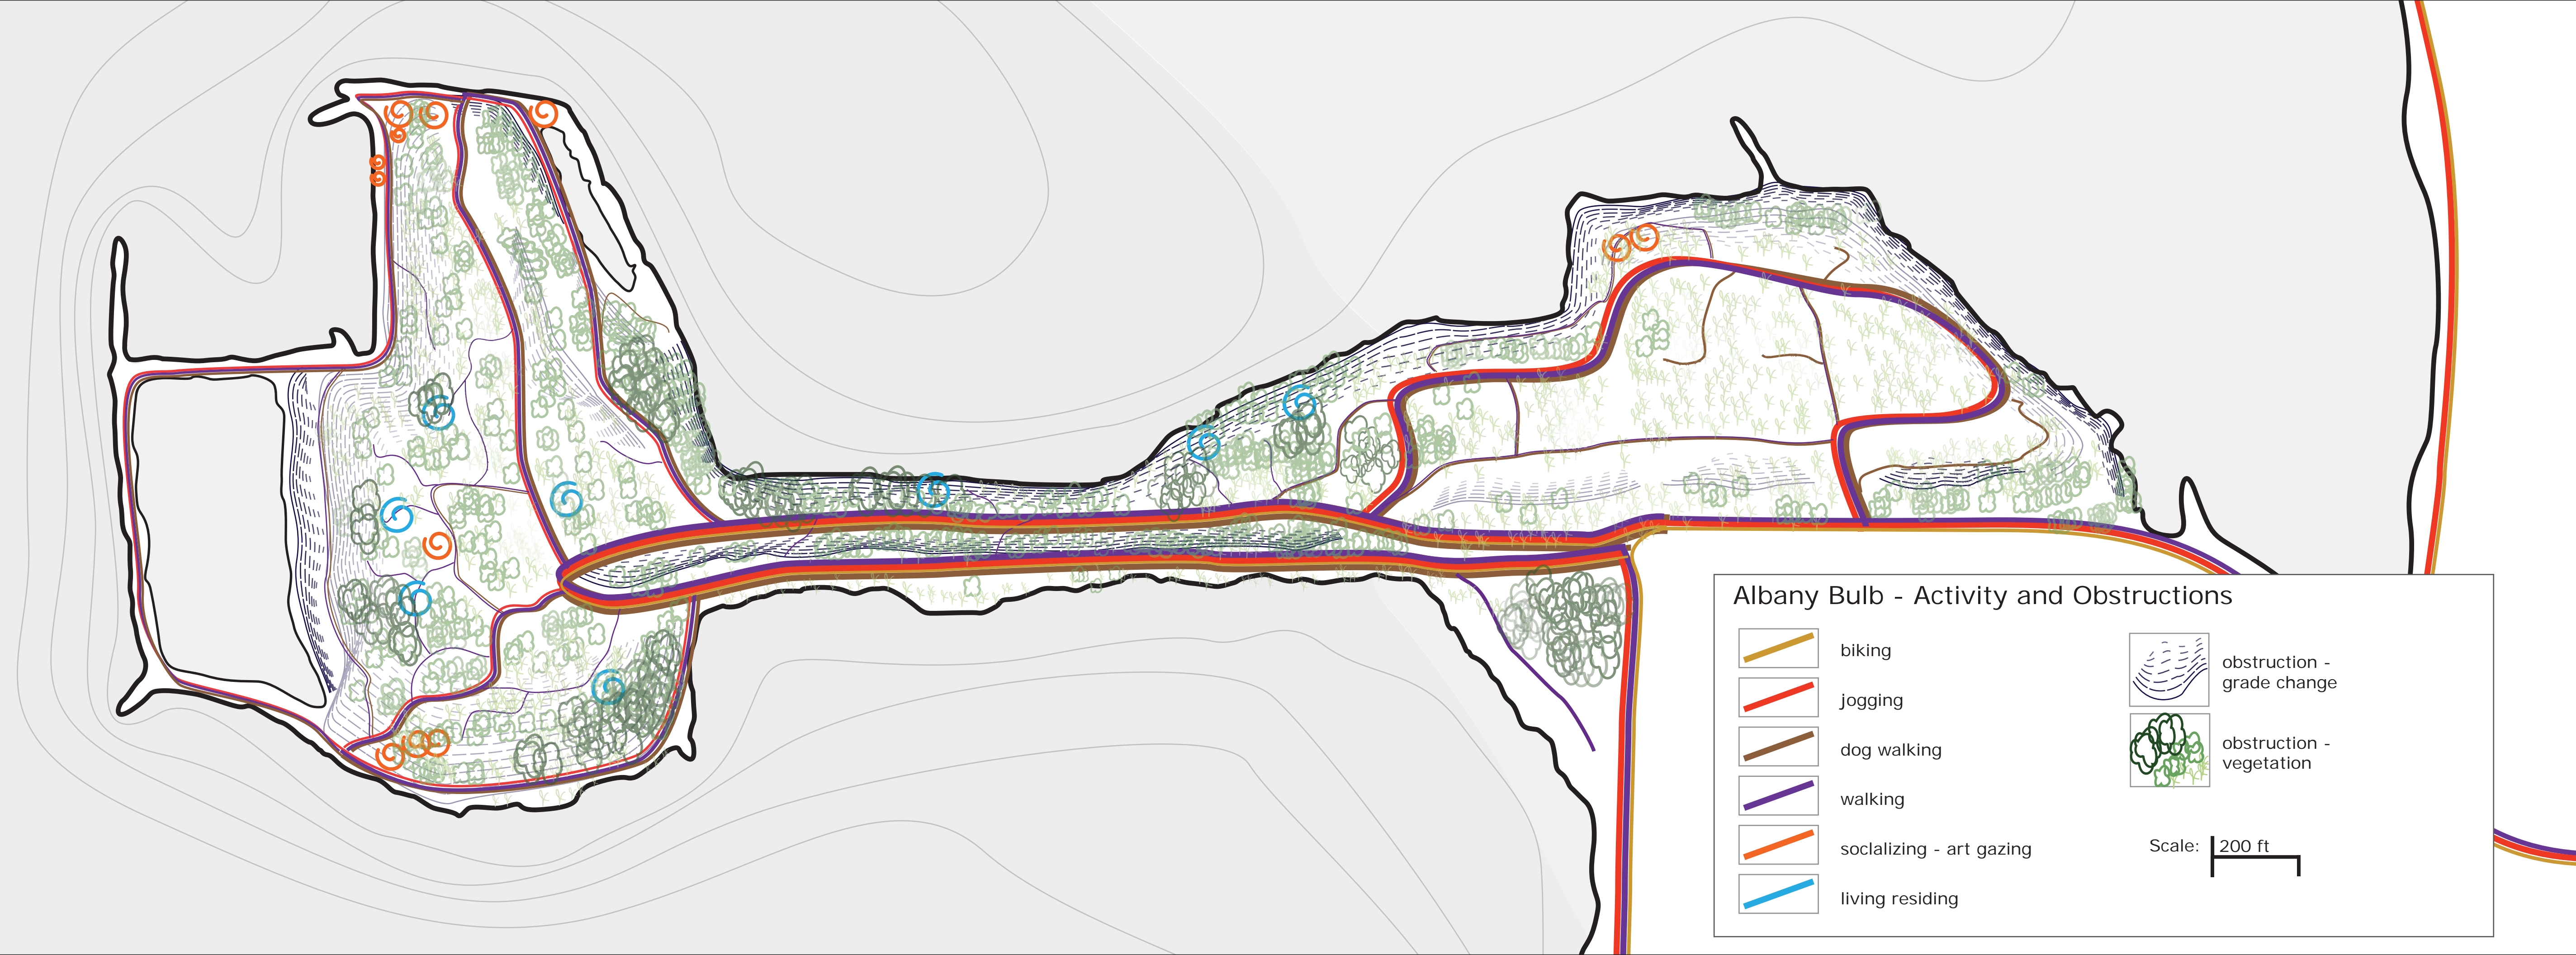 Albany Bulb - Activity and Obstructions
biking
jogging
dog walking
walking
soclalizing - art gazing
living residing
obstruction -
grade change
obstruction -
vegetation
Scale: 200 ft